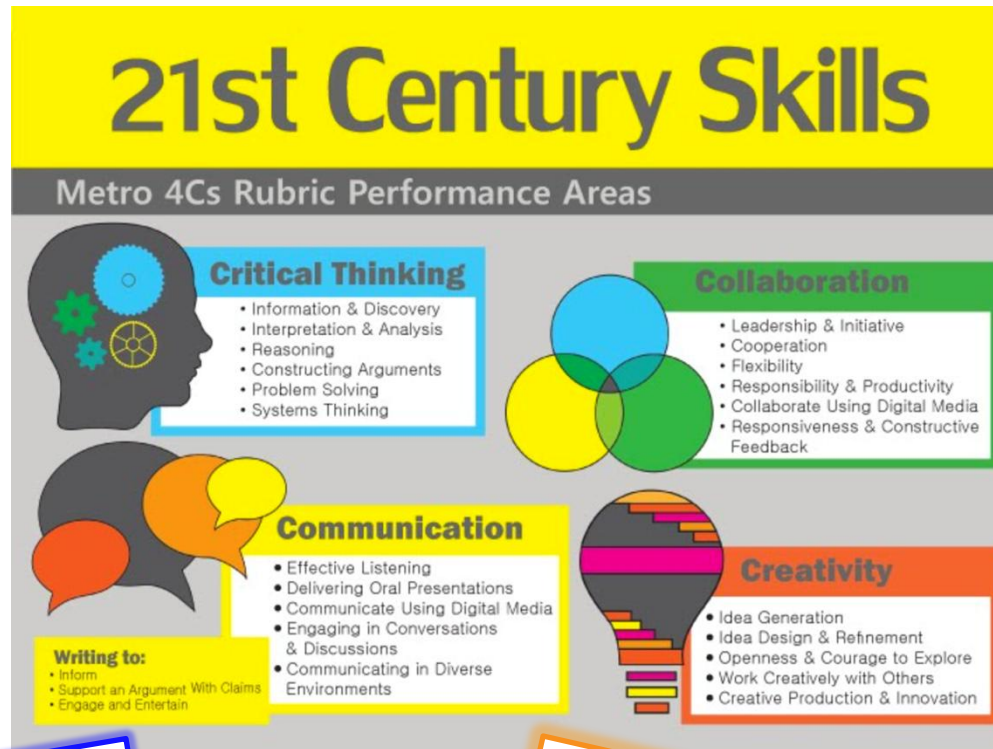 21st Century Skills
Metro 4Cs Rubric Performance Areas
Critical Thinking
• Information & Discovery
• Interpretation & Analysis
• Reasoning
• Constructing Arguments
• Problem Solving
• Systems Thinking
Collaboration
• Leadership & Initiative
• Cooperation
• Flexibility
• Responsibility & Productivity
• Collaborate Using Digital Media
• Responsiveness & Constructive
Feedback
Communication
• Effective Listening
• Delivering Oral Presentations
• Communicate Using Digital Media
• Engaging in Conversations
& Discussions
• Communicating in Diverse
Environments
Writing to:
• Inform
• Support an Argument With Claims
• Engage and Entertain
Creativity
• Idea Generation
• Idea Design & Refinement
• Openness & Courage to Explore
• Work Creatively with Others
• Creative Production & Innovation